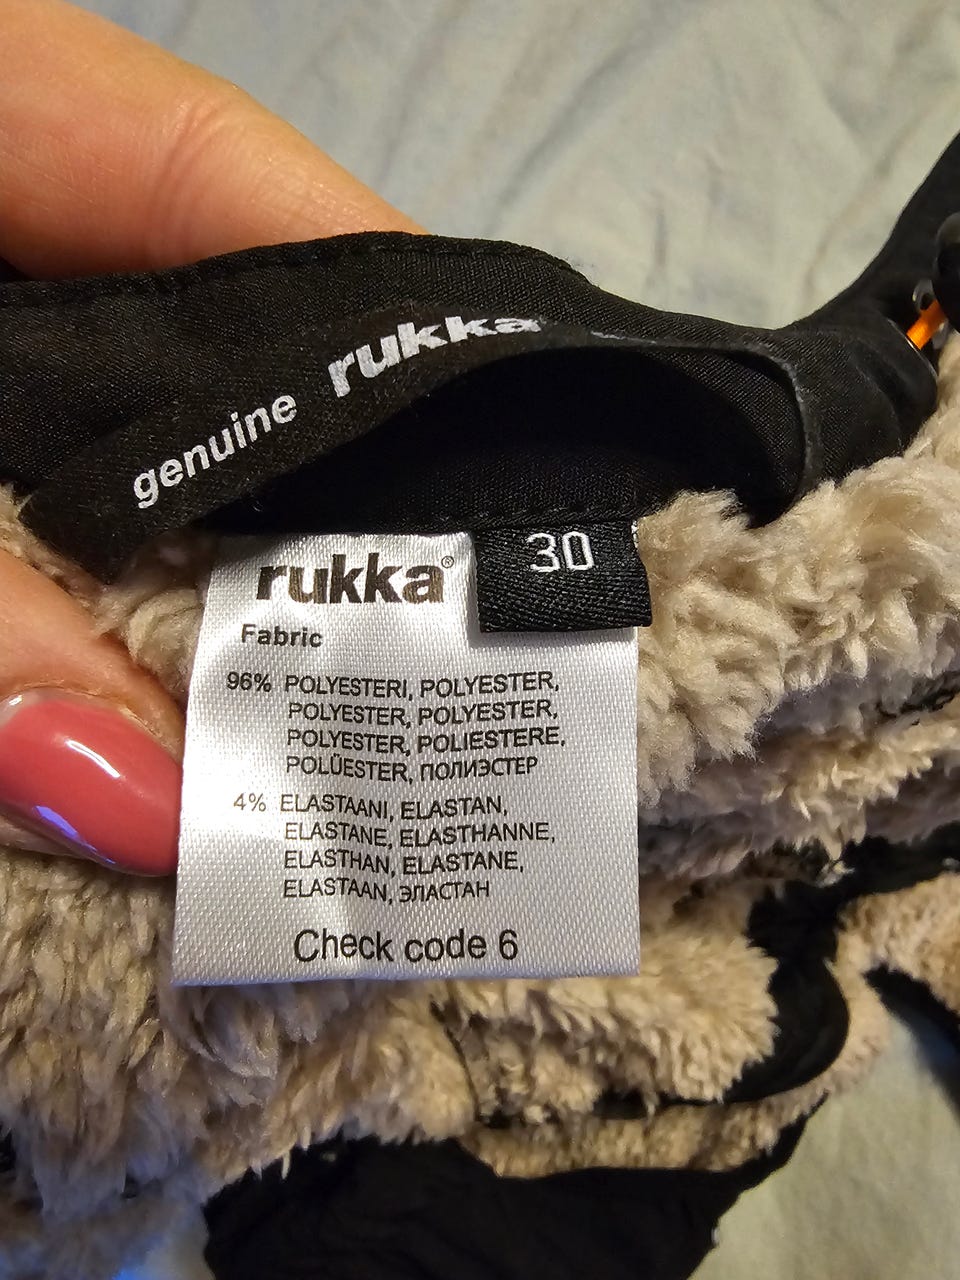 genuine rukka
rukka®
30
Fabric
96% POLYESTERI, POLYESTER,
POLYESTER, POLYESTER,
POLYESTER, POLIESTERE,
POLÜESTER, ПОЛИЭСТЕР
4% ELASTAANI, ELASTAN,
ELASTANE, ELASTHANNE,
ELASTHAN, ELASTANE,
ELASTAAN, ЭЛАСТАН
Check code 6